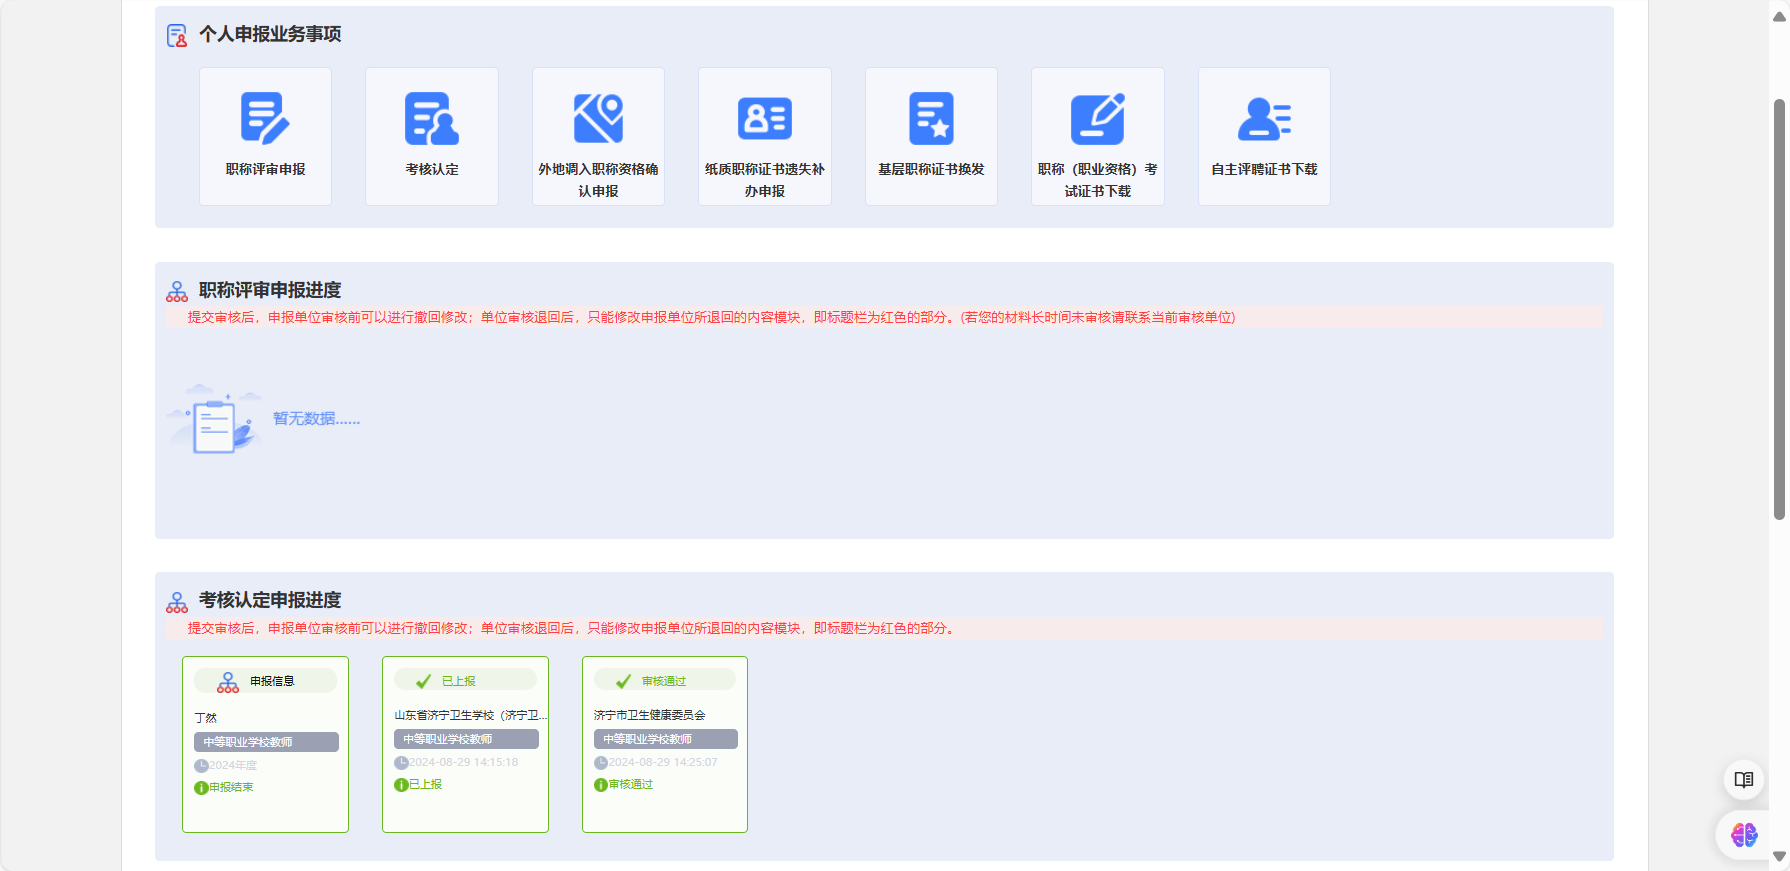 个人申报业务事项
职称评审申报
考核认定
外地调入职称资格确
认申报
纸质职称证书遗失补
办申报
基层职称证书换发
职称（职业资格）考
试证书下载
自主评聘证书下载
职称评审申报进度
提交审核后，申报单位审核前可以进行撤回修改；单位审核退回后，只能修改申报单位所退回的内容模块，即标题栏为红色的部分。(若您的材料长时间未审核请联系当前审核单位)
暂无数据......
考核认定申报进度
提交审核后，申报单位审核前可以进行撤回修改；单位审核退回后，只能修改申报单位所退回的内容模块，即标题栏为红色的部分。
申报信息
丁然
中等职业学校教师
2024年度
申报结束
已上报
山东省济宁卫生学校（济宁卫...
中等职业学校教师
2024-08-29 14:15:18
已上报
审核通过
济宁市卫生健康委员会
中等职业学校教师
2024-08-29 14:25:07
审核通过